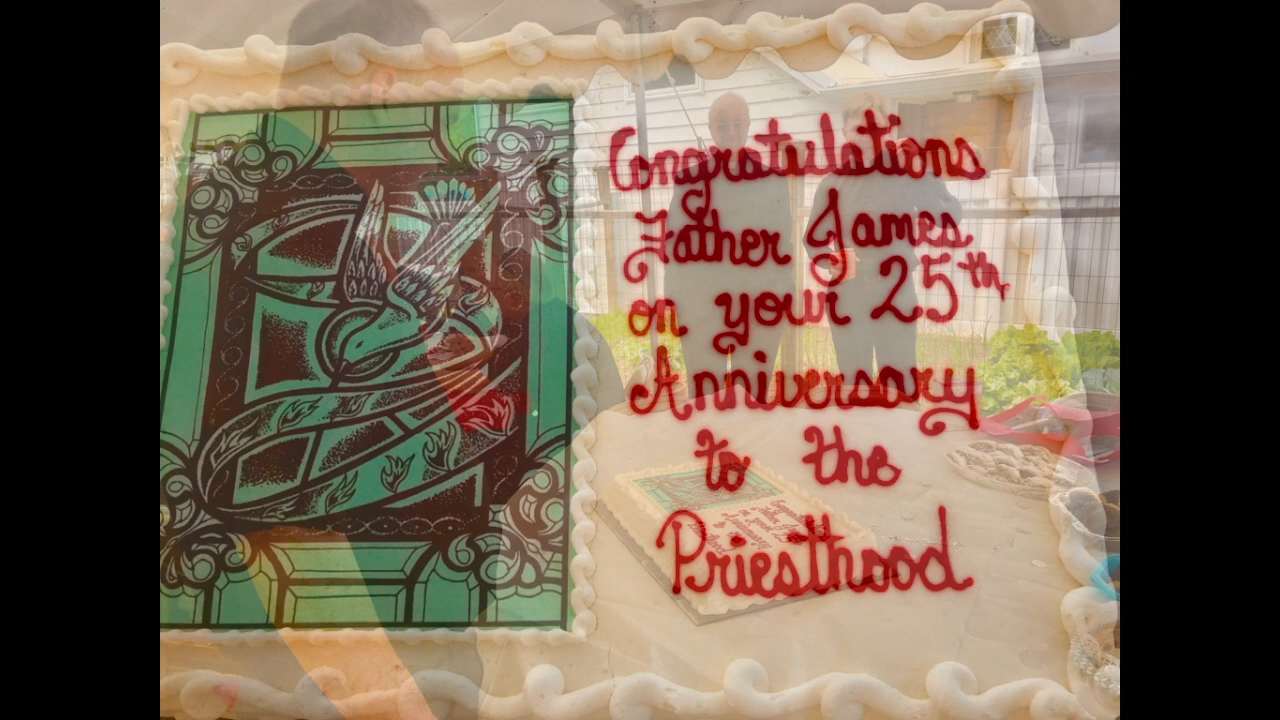 Congratulations
Father James
on your 25th
Anniversary
to the
Priesthood